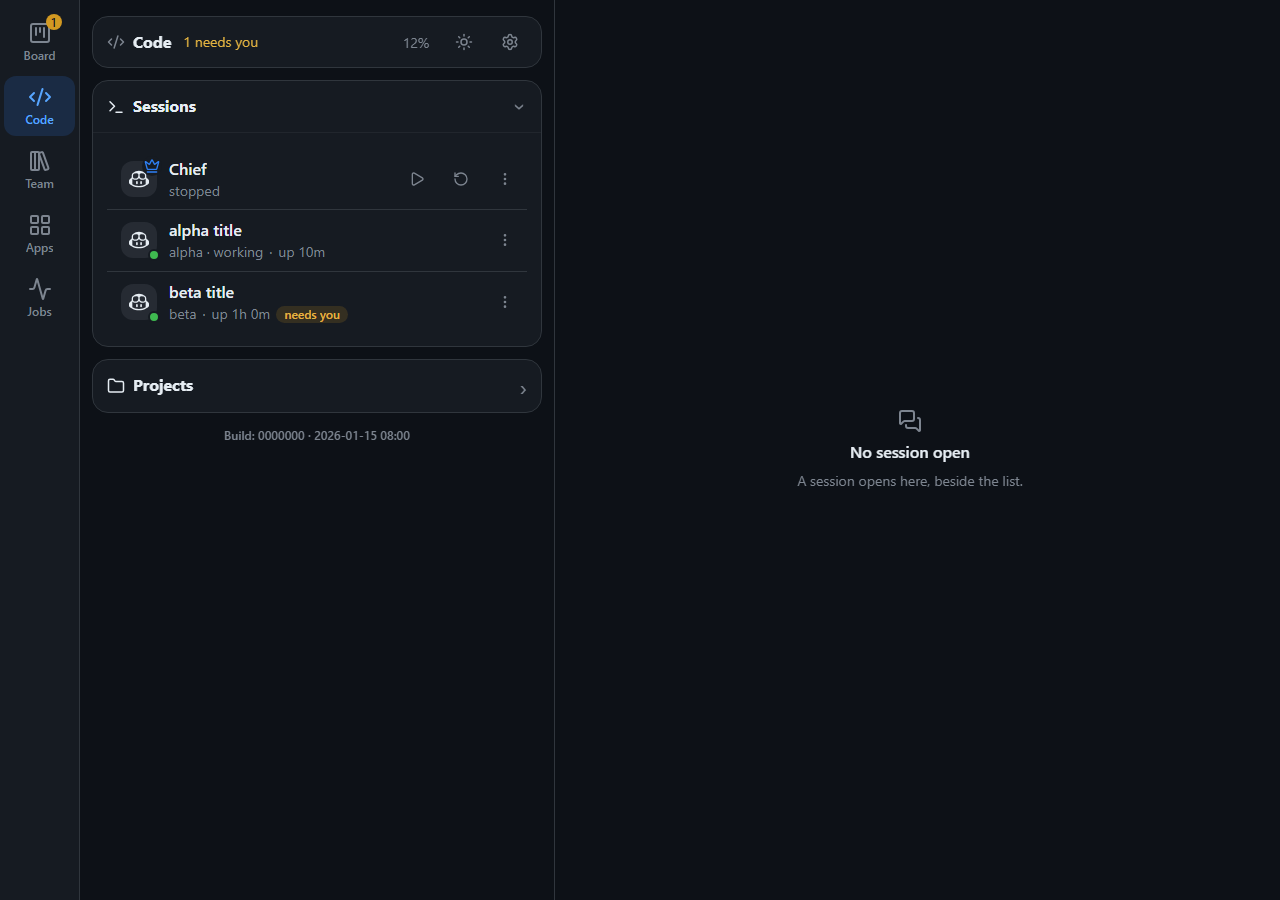 1
Board
Code
Team
Apps
Jobs
Code 1 needs you 12%
Sessions
Chief
stopped
alpha title
alpha · working · up 10m
beta title
beta · up 1h 0m needs you
Projects
Build: 0000000 · 2026-01-15 08:00
No session open
A session opens here, beside the list.